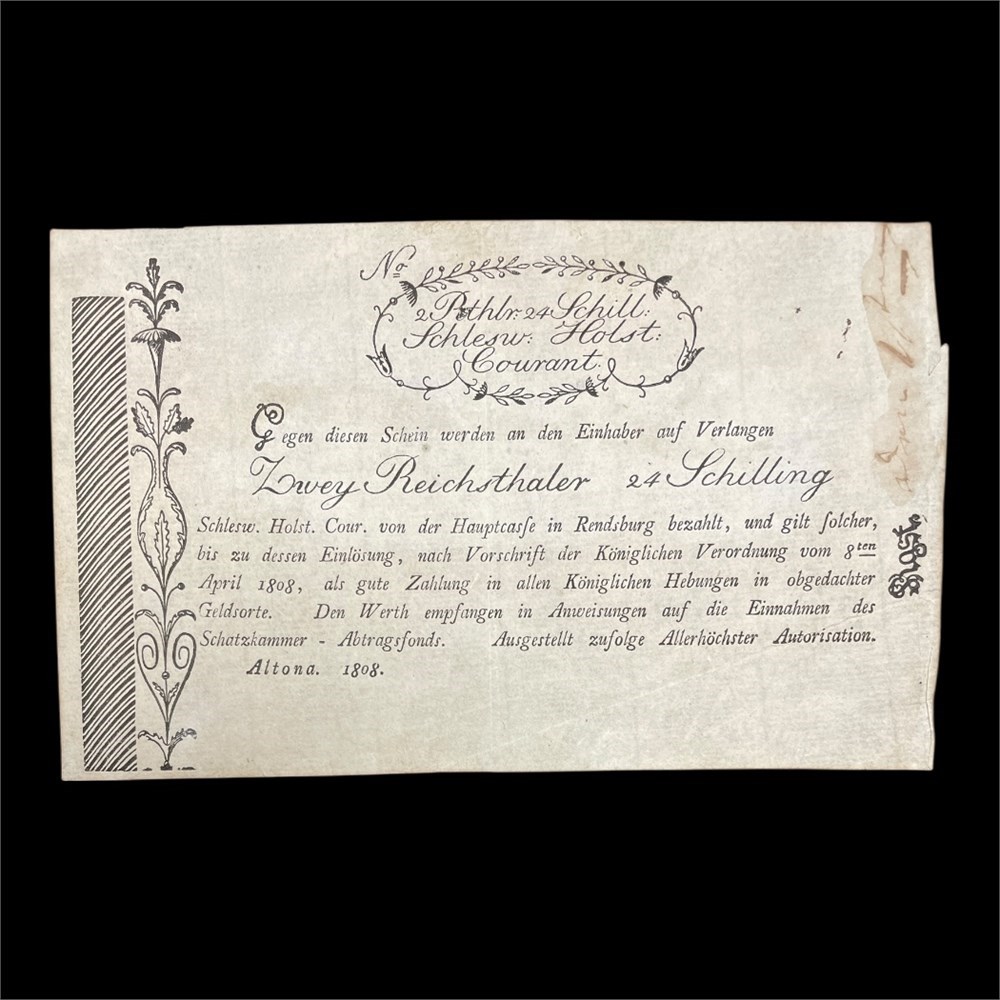 No
2 Rthlr: 24 Schill:
Schlesw: Holst:
Courant.
Gegen diesen Schein werden an den Einhaber auf Verlangen
Zwey Reichsthaler 24 Schilling
Schlesw. Holst. Cour. von der Hauptcasſe in Rendsburg bezahlt, und gilt ſolcher,
bis zu dessen Einlöſung, nach Vorschrift der Königlichen Verordnung vom 8ten
April 1808, als gute Zahlung in allen Königlichen Hebungen in obgedachter
Geldsorte. Den Werth empfangen in Anweisungen auf die Einnahmen des
Schatzkammer - Abtragsfonds. Ausgestellt zufolge Allerhöchster Autorisation.
Altona. 1808.